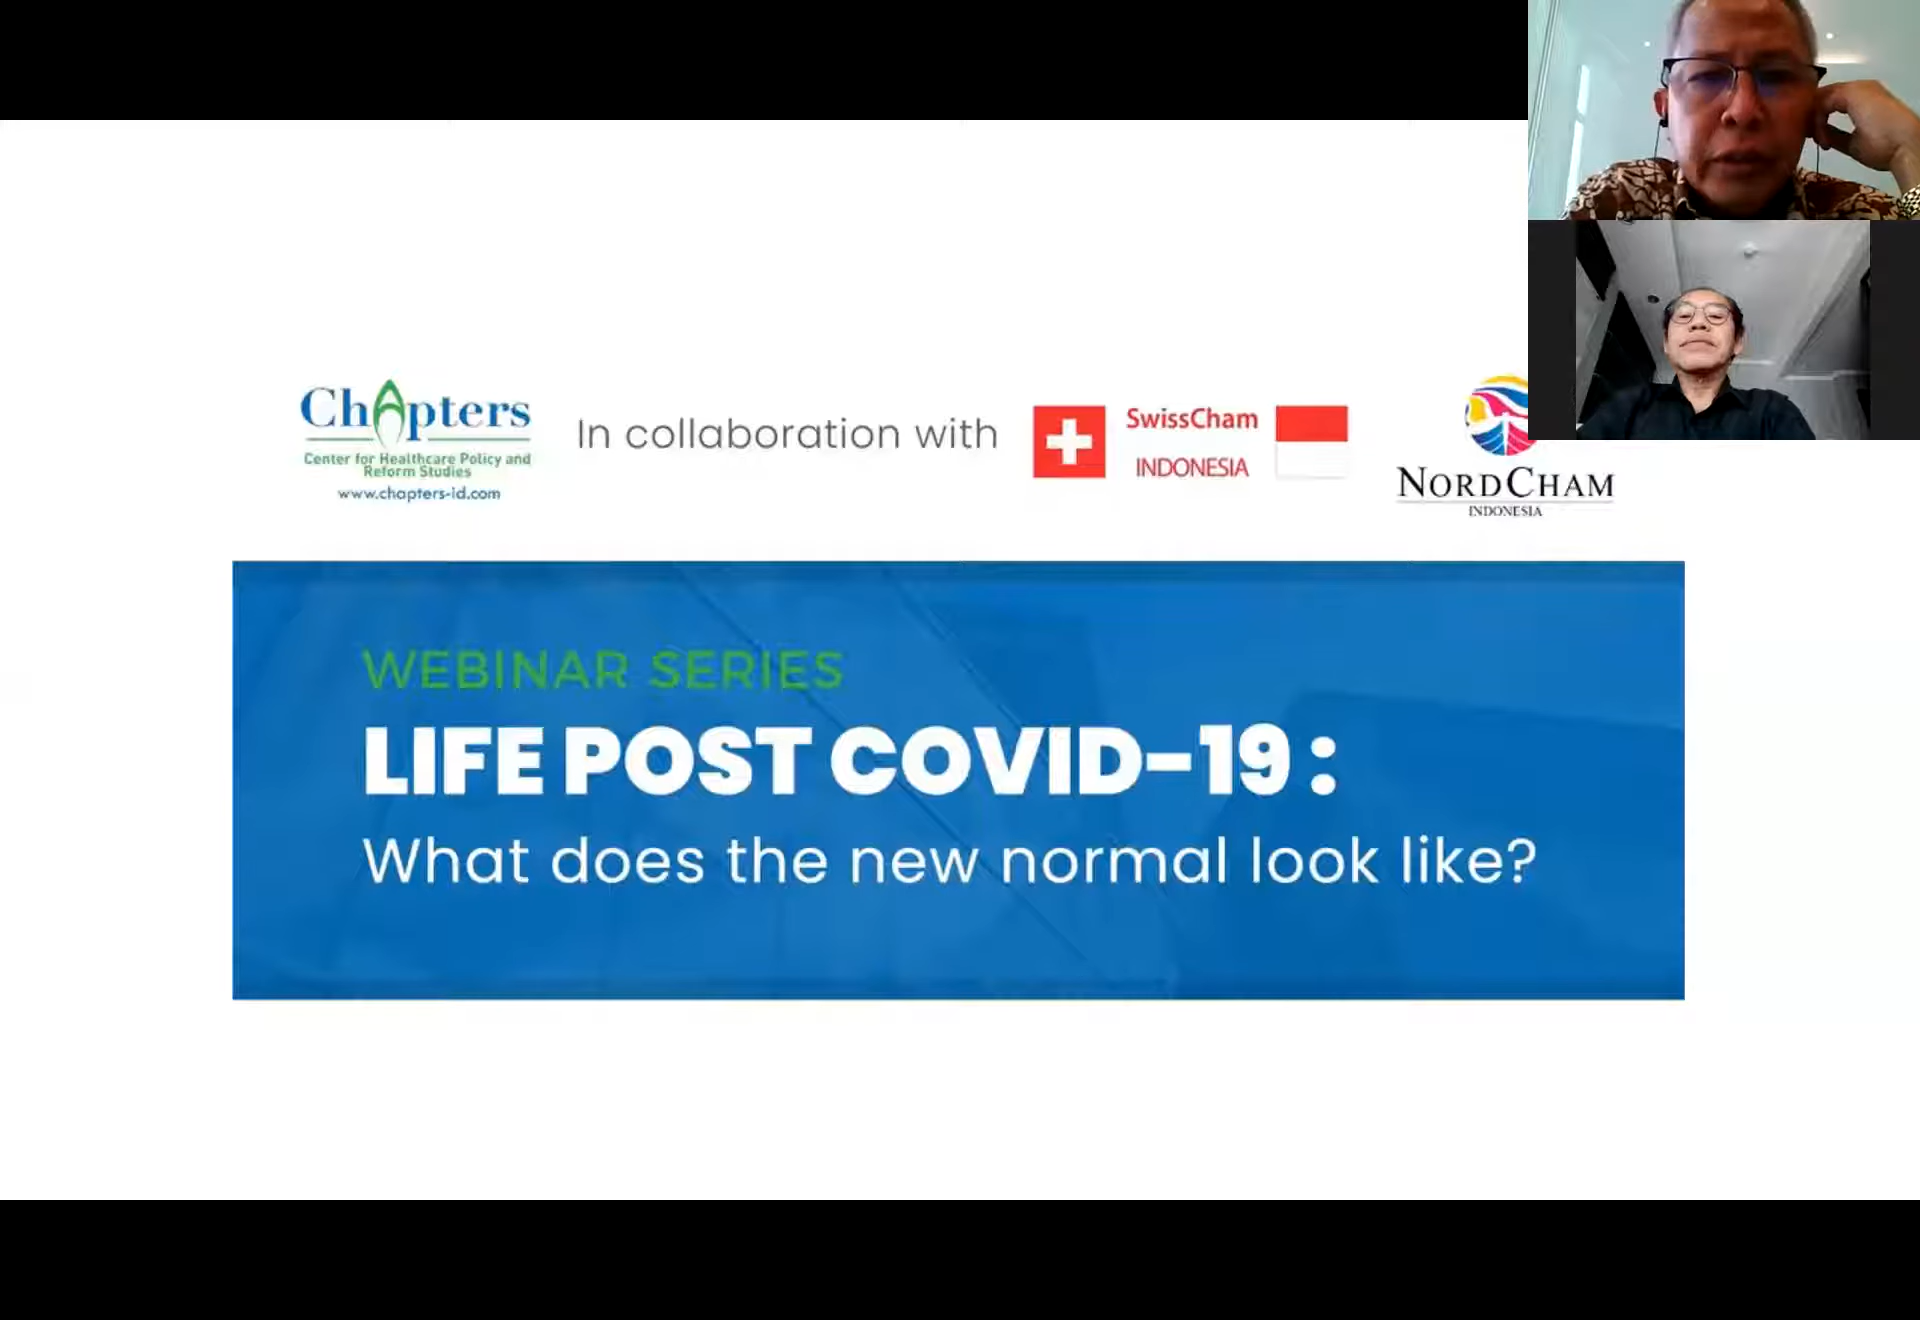 Chapters
Center for Healthcare Policy and
Reform Studies
www.chapters-id.com
In collaboration with
SwissCham
INDONESIA
NORDCHAM
INDONESIA
WEBINAR SERIES
LIFE POST COVID-19 :
What does the new normal look like?